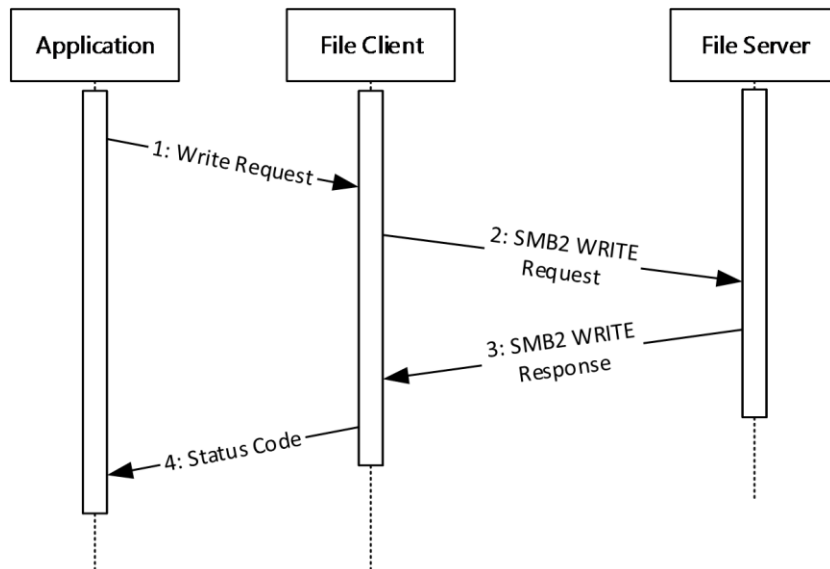 Application
File Client
File Server
1: Write Request
2: SMB2 WRITE
Request
3: SMB2 WRITE
Response
4: Status Code